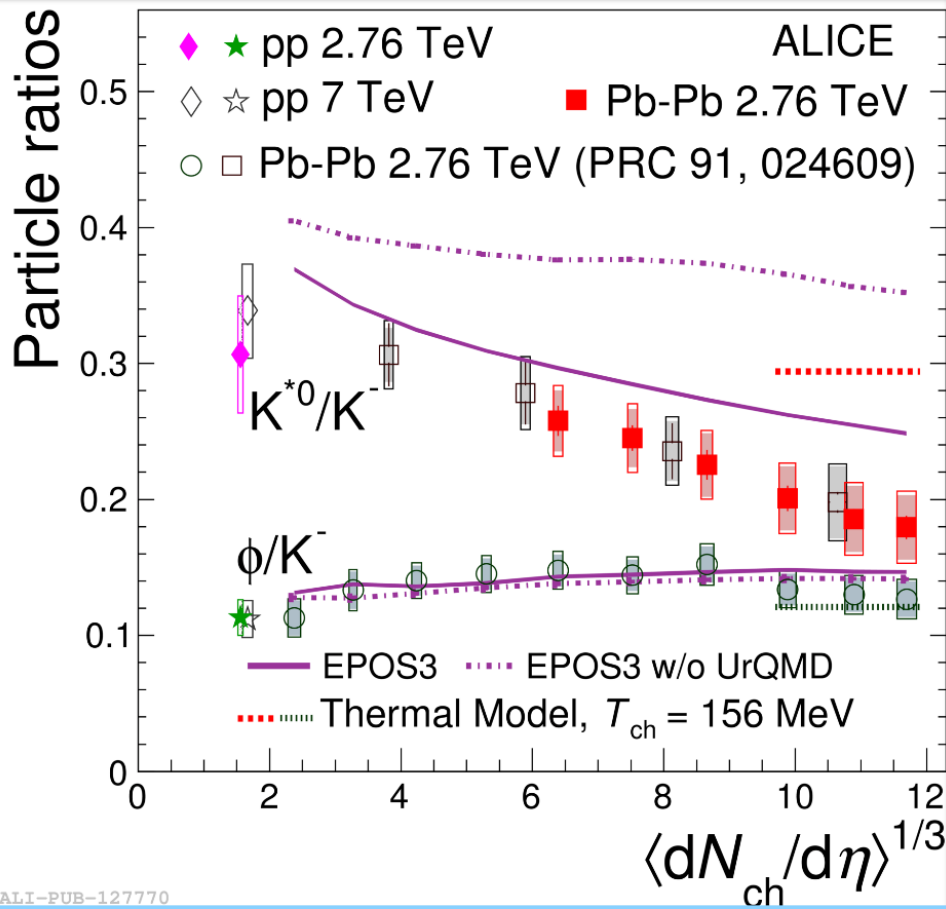 Particle ratios
pp 2.76 TeV
ALICE
pp 7 TeV
Pb-Pb 2.76 TeV
Pb-Pb 2.76 TeV (PRC 91, 024609)
0.5
0.4
0.3
K*0/K-
0.2
ϕ/K-
0.1
EPOS3
EPOS3 w/o UrQMD
Thermal Model, Tch = 156 MeV
0
0 2 4 6 8 10 12
⟨dNch/dη⟩1/3
ALI-PUB-127770